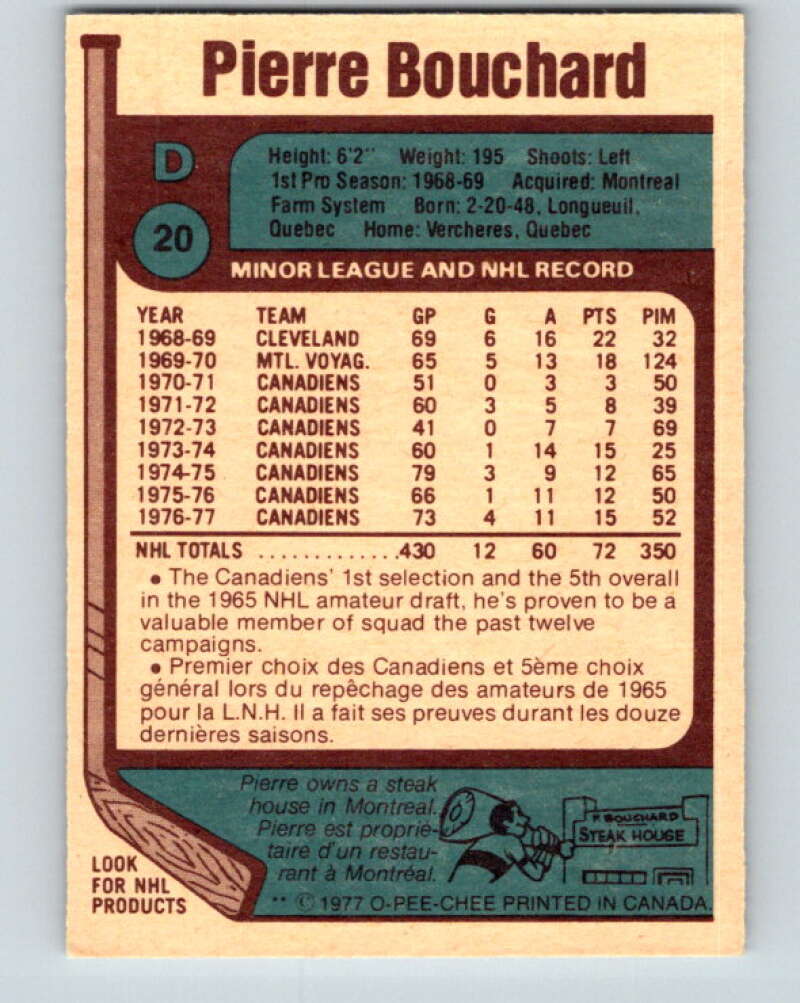 Pierre Bouchard
D
20
Height: 6'2" Weight: 195 Shoots: Left
1st Pro Season: 1968-69 Acquired: Montreal
Farm System Born: 2-20-48, Longueuil,
Quebec Home: Vercheres, Quebec
MINOR LEAGUE AND NHL RECORD
YEAR TEAM GP G A PTS PIM
1968-69 CLEVELAND 69 6 16 22 32
1969-70 MTL. VOYAG. 65 5 13 18 124
1970-71 CANADIENS 51 0 3 3 50
1971-72 CANADIENS 60 3 5 8 39
1972-73 CANADIENS 41 0 7 7 69
1973-74 CANADIENS 60 1 14 15 25
1974-75 CANADIENS 79 3 9 12 65
1975-76 CANADIENS 66 1 11 12 50
1976-77 CANADIENS 73 4 11 15 52
NHL TOTALS .............430 12 60 72 350
• The Canadiens' 1st selection and the 5th overall
in the 1965 NHL amateur draft, he's proven to be a
valuable member of squad the past twelve
campaigns.
• Premier choix des Canadiens et 5ème choix
général lors du repêchage des amateurs de 1965
pour la L.N.H. Il a fait ses preuves durant les douze
dernières saisons.
Pierre owns a steak
house in Montreal.
Pierre est proprié-
taire d'un restau-
rant à Montréal.
P. BOUCHARD
STEAK HOUSE
LOOK
FOR NHL
PRODUCTS
** © 1977 O-PEE-CHEE PRINTED IN CANADA.